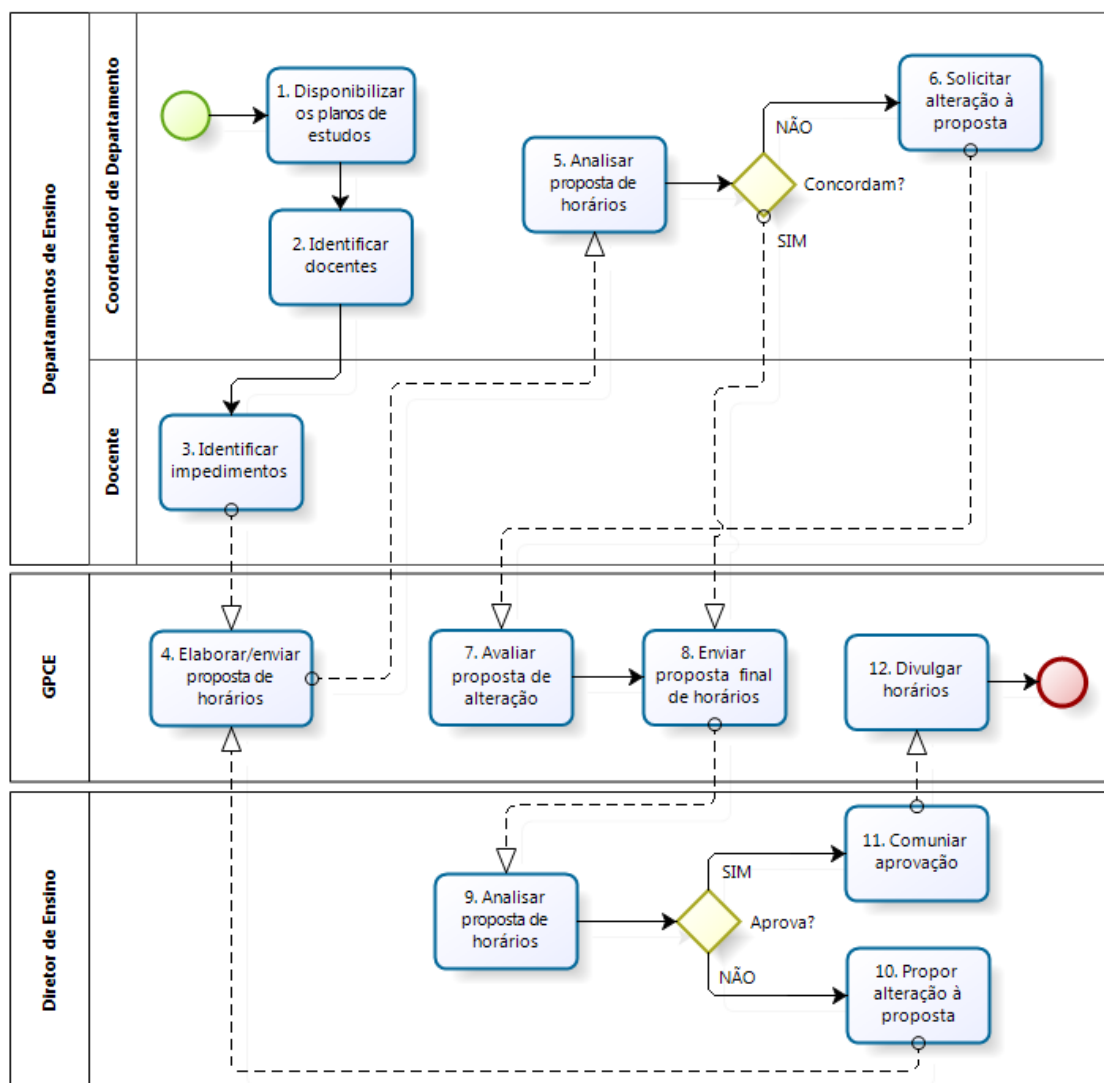 Departamentos de Ensino
Coordenador de Departamento
1. Disponibilizar
os planos de
estudos
2. Identificar
docentes
5. Analisar
proposta de
horários
NÃO
Concordam?
SIM
6. Solicitar
alteração à
proposta
Docente
3. Identificar
impedimentos
GPCE
4. Elaborar/enviar
proposta de
horários
7. Avaliar
proposta de
alteração
8. Enviar
proposta final
de horários
12. Divulgar
horários
Diretor de Ensino
9. Analisar
proposta de
horários
SIM
Aprova?
NÃO
11. Comuniar
aprovação
10. Propor
alteração à
proposta